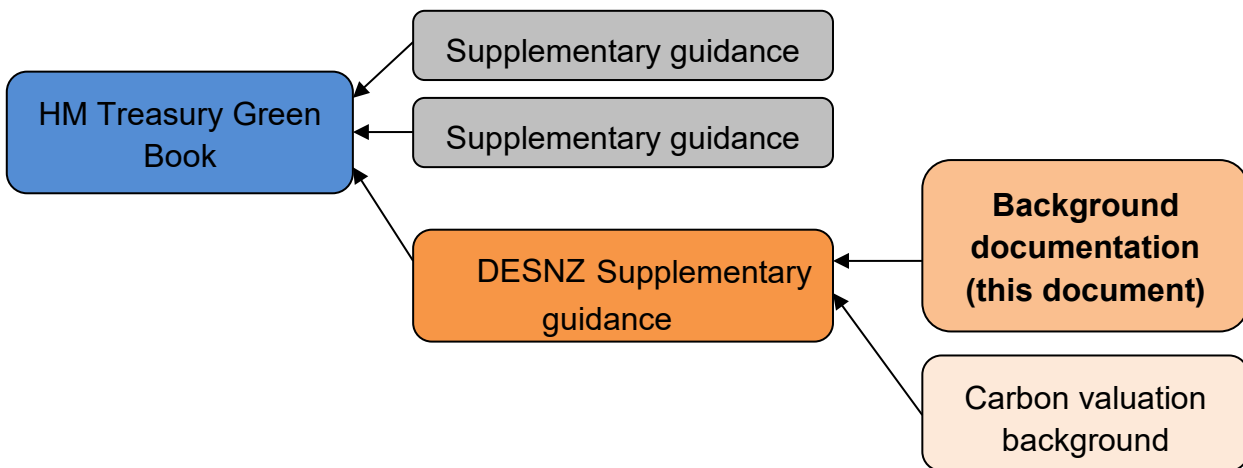 HM Treasury Green
Book
Supplementary guidance
Supplementary guidance
DESNZ Supplementary
guidance
Background
documentation
(this document)
Carbon valuation
background